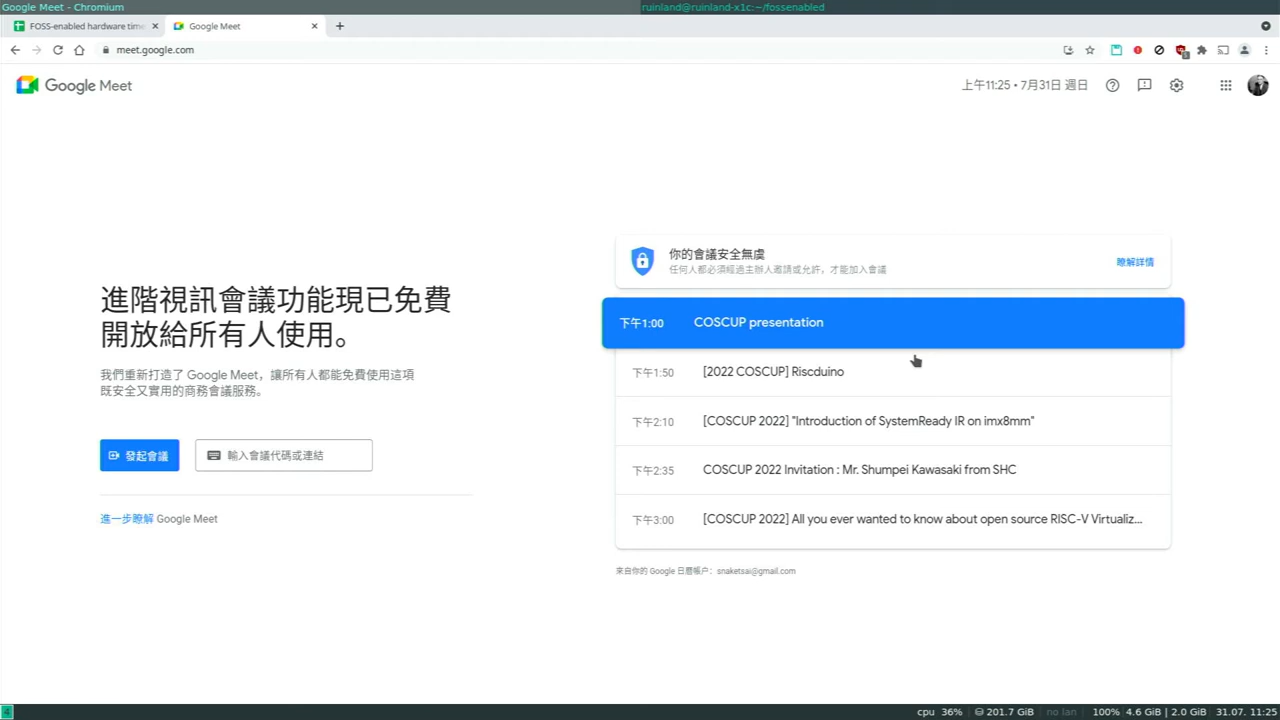 Google Meet - Chromium
ruinland@ruinland-x1c:~/fossenabled
FOSS-enabled hardware time
Google Meet
meet.google.com
Google Meet
上午11:25 • 7月31日 週日
你的會議安全無虞
任何人都必須經過主辦人邀請或允許，才能加入會議
瞭解詳情
進階視訊會議功能現已免費
開放給所有人使用。
我們重新打造了 Google Meet，讓所有人都能免費使用這項
既安全又實用的商務會議服務。
發起會議
輸入會議代碼或連結
進一步瞭解 Google Meet
下午1:00 COSCUP presentation
下午1:50 [2022 COSCUP] Riscduino
下午2:10 [COSCUP 2022] "Introduction of SystemReady IR on imx8mm"
下午2:35 COSCUP 2022 Invitation : Mr. Shumpei Kawasaki from SHC
下午3:00 [COSCUP 2022] All you ever wanted to know about open source RISC-V Virtualiz...
來自你的 Google 日曆帳戶：snaketsai@gmail.com
4
cpu 36% 201.7 GiB no lan 100% 4.6 GiB | 2.0 GiB 31.07. 11:25